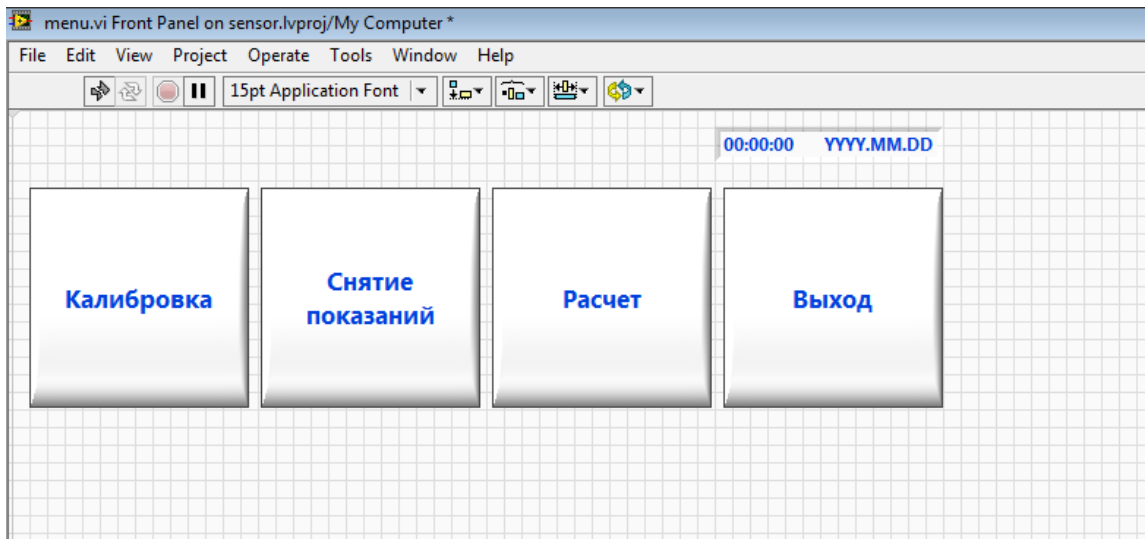 menu.vi Front Panel on sensor.lvproj/My Computer *
File Edit View Project Operate Tools Window Help
15pt Application Font
00:00:00 YYYY.MM.DD
Калибровка
Снятие
показаний
Расчет
Выход